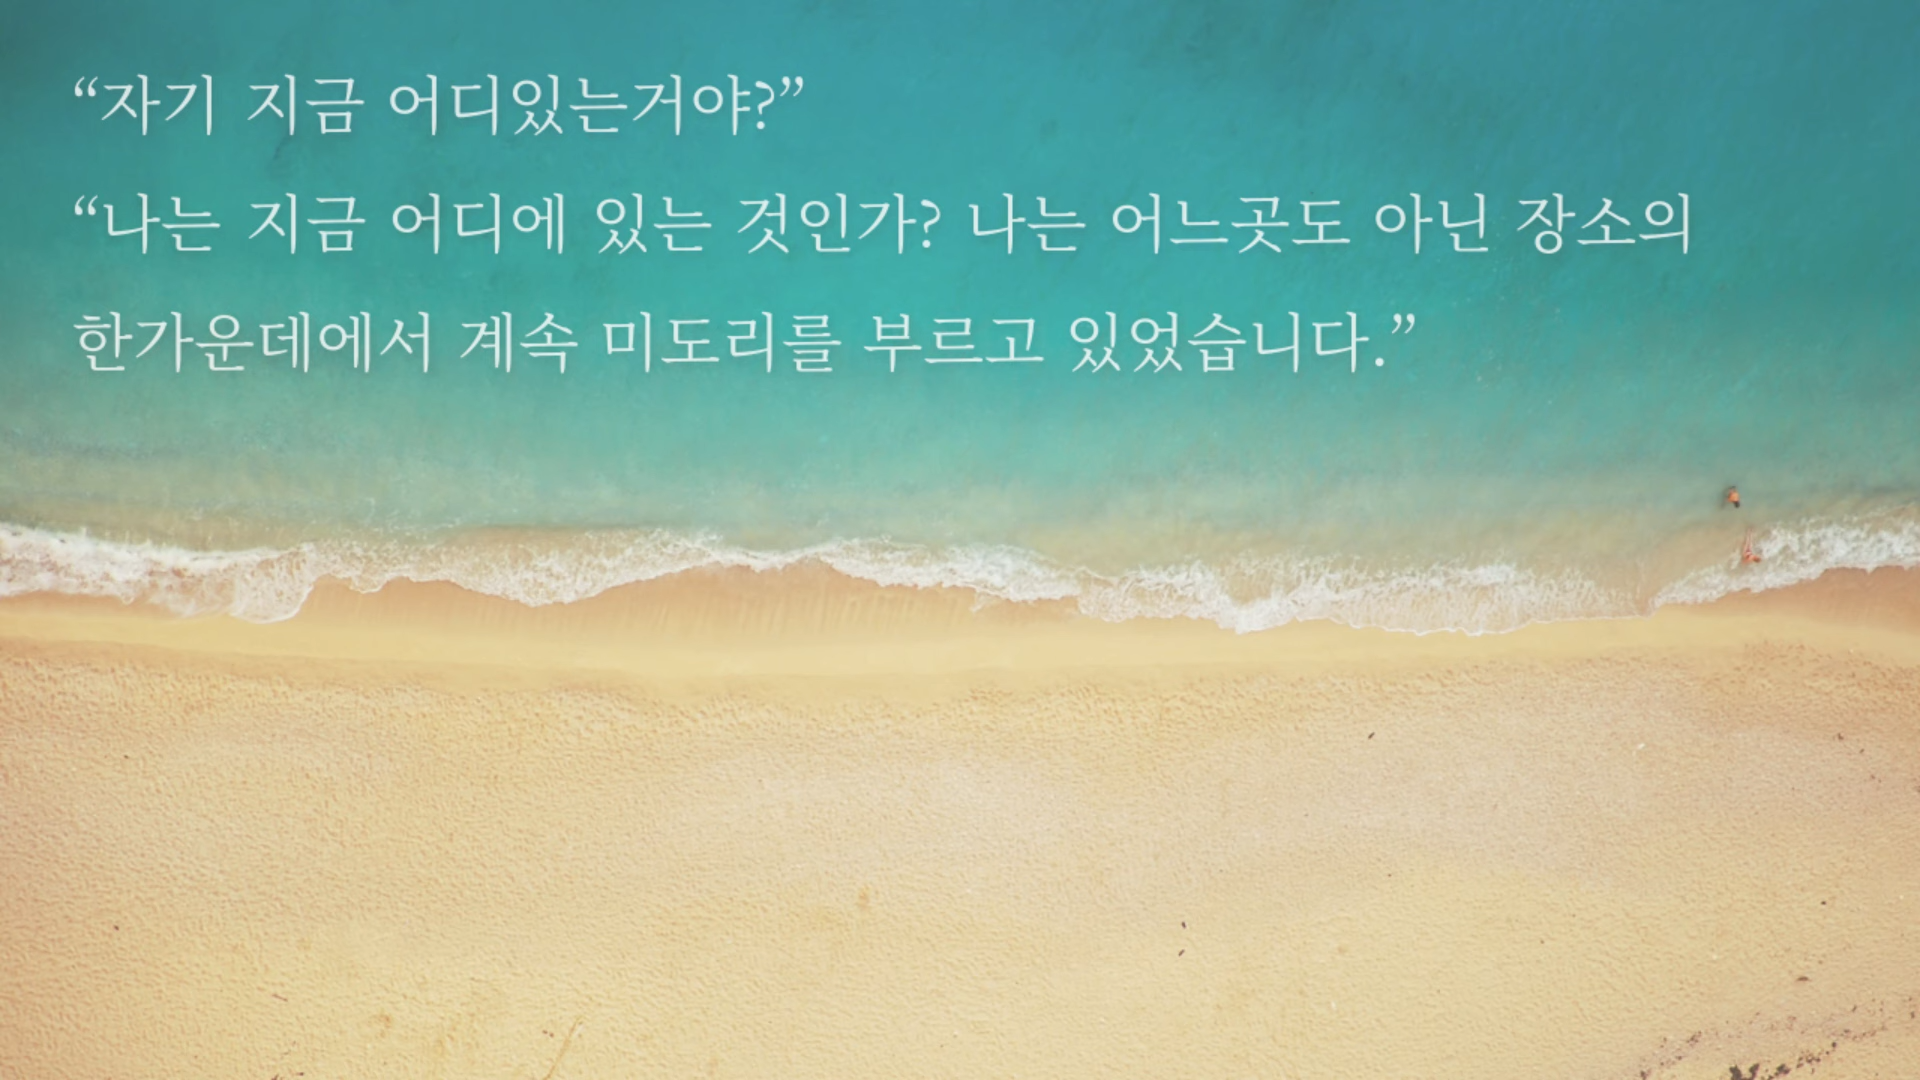 “자기 지금 어디있는거야?”
“나는 지금 어디에 있는 것인가? 나는 어느곳도 아닌 장소의
한가운데에서 계속 미도리를 부르고 있었습니다.”